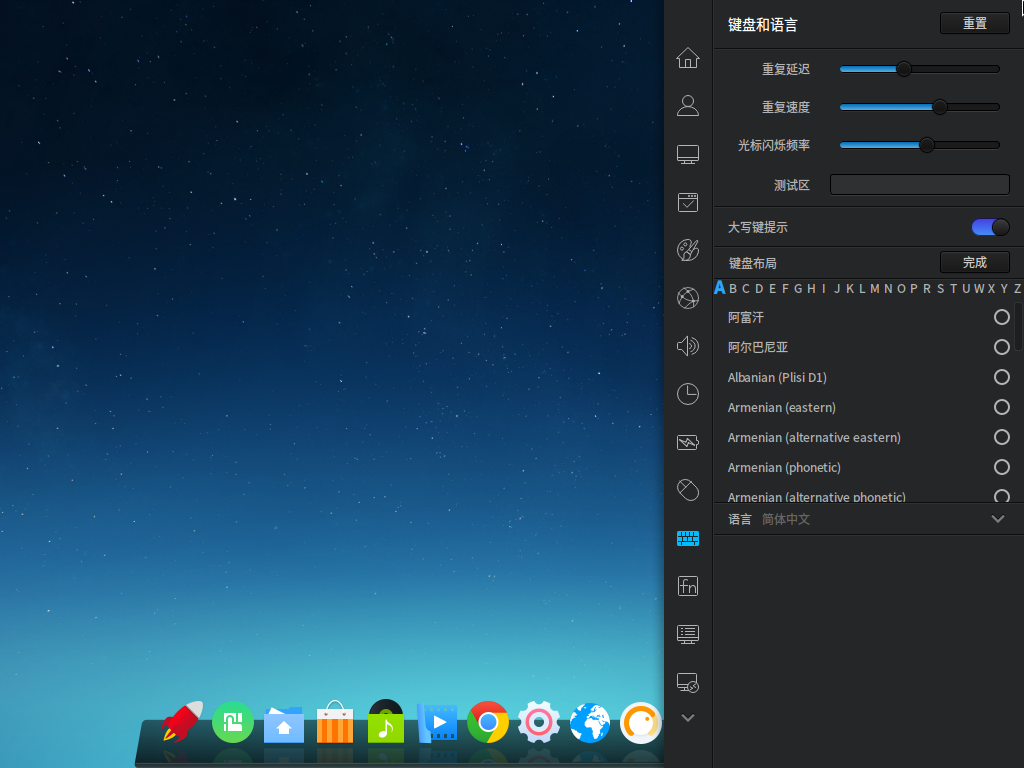 键盘和语言 重置
重复延迟
重复速度
光标闪烁频率
测试区
大写键提示
键盘布局 完成
A B C D E F G H I J K L M N O P R S T U W X Y Z
阿富汗
阿尔巴尼亚
Albanian (Plisi D1)
Armenian (eastern)
Armenian (alternative eastern)
Armenian (phonetic)
Armenian (alternative phonetic)
语言 简体中文
fn